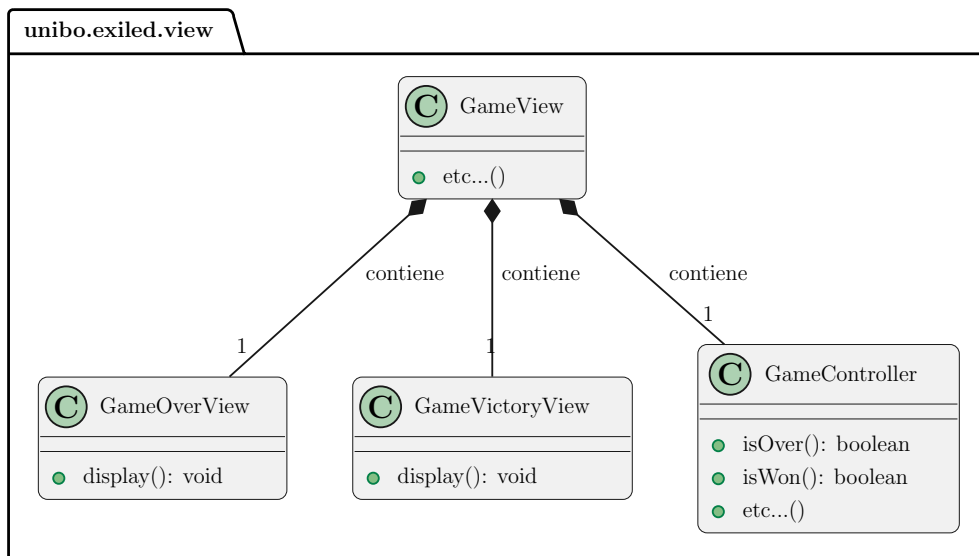 unibo.exiled.view
C GameView
etc...()
contiene
contiene
contiene
1
1
1
C GameOverView
display(): void
C GameVictoryView
display(): void
C GameController
isOver(): boolean
isWon(): boolean
etc...()